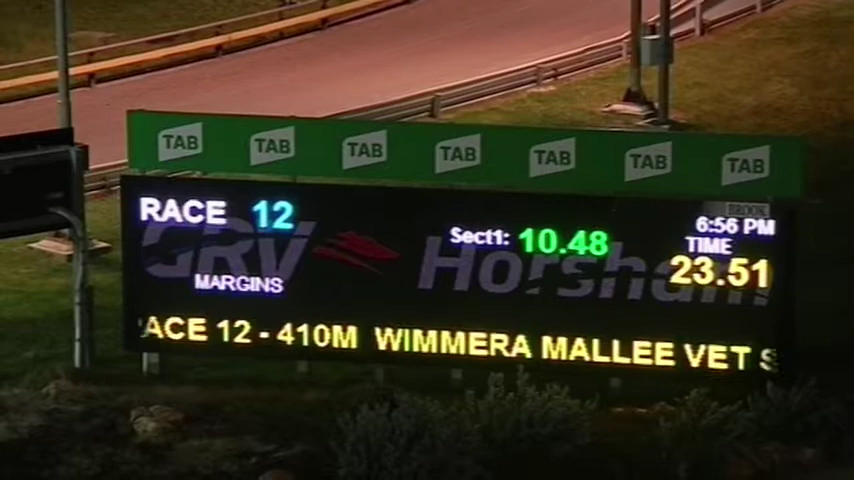 TAB TAB TAB TAB TAB TAB TAB
BROOK
RACE 12
6:56 PM
Sect1: 10.48
TIME
GRV Horsham
23.51
MARGINS
ACE 12 - 410M WIMMERA MALLEE VET S